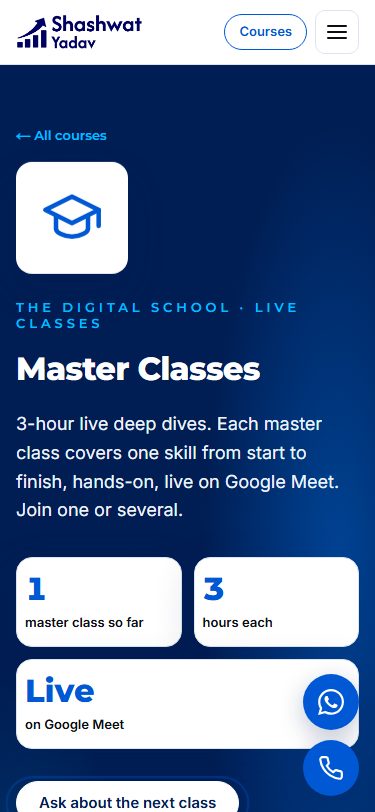 Shashwat
Yadav
Courses
← All courses
THE DIGITAL SCHOOL · LIVE
CLASSES
Master Classes
3-hour live deep dives. Each master
class covers one skill from start to
finish, hands-on, live on Google Meet.
Join one or several.
1
master class so far
3
hours each
Live
on Google Meet
Ask about the next class